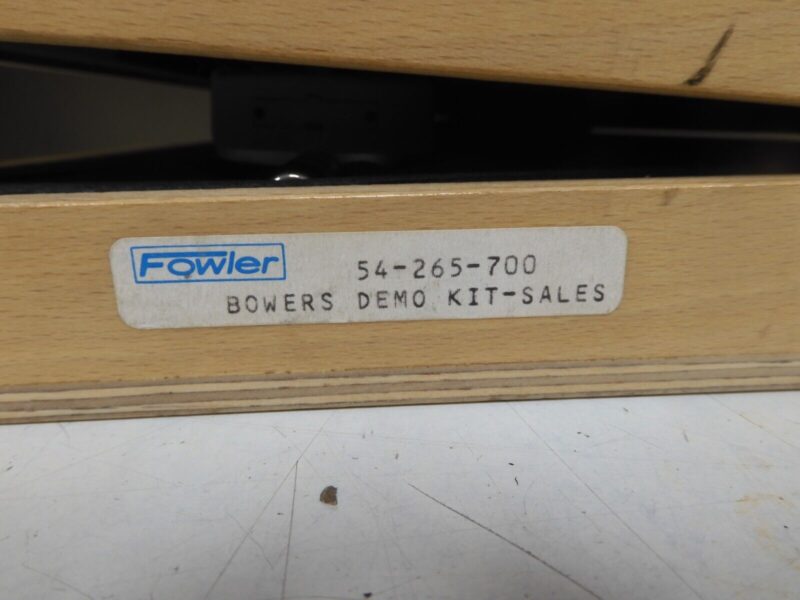 Fowler 54-265-700
BOWERS DEMO KIT-SALES